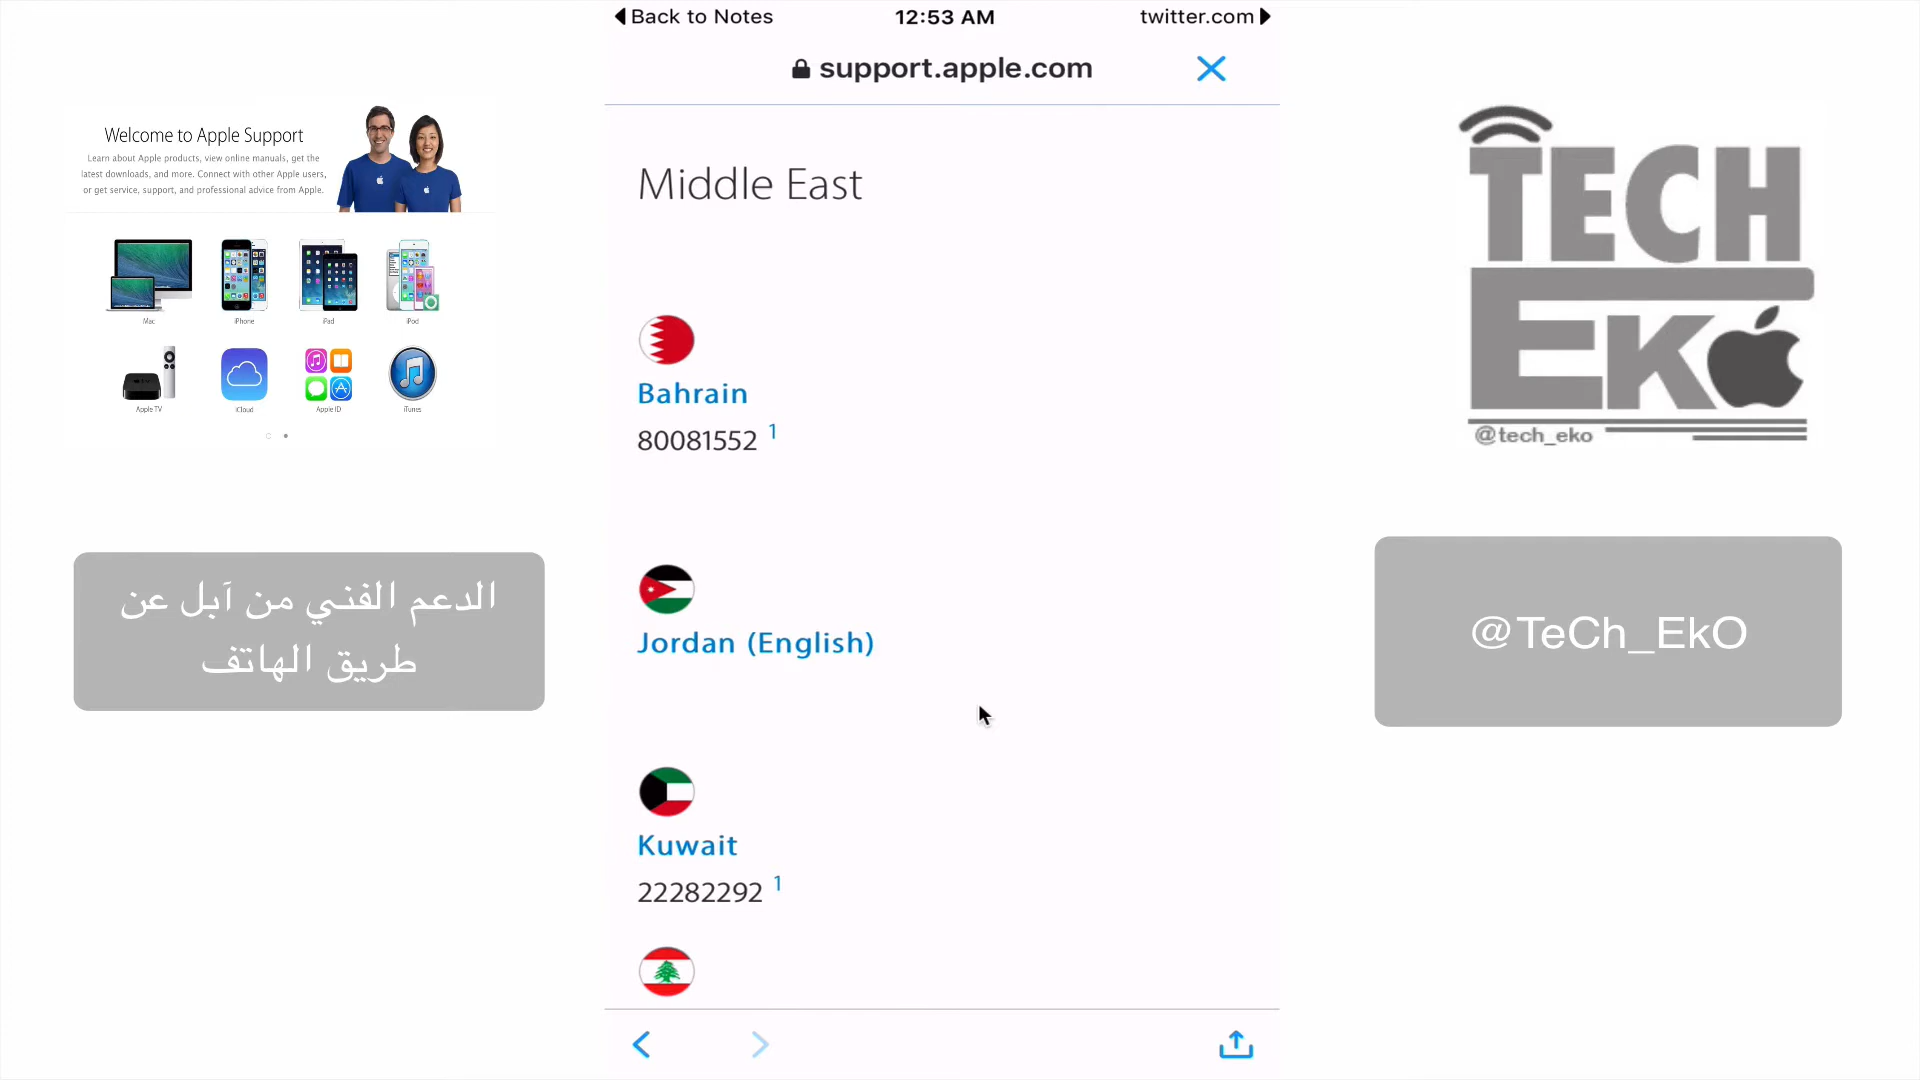 Back to Notes
12:53 AM
twitter.com
support.apple.com
Welcome to Apple Support
Learn about Apple products, view online manuals, get the
latest downloads, and more. Connect with other Apple users,
or get service, support, and professional advice from Apple.
Mac
iPhone
iPad
iPod
Apple TV
iCloud
Apple ID
iTunes
الدعم الفني من آبل عن
طريق الهاتف
Middle East
Bahrain
80081552 1
Jordan (English)
Kuwait
22282292 1
TECH
EKO
@tech_eko
@TeCh_EkO